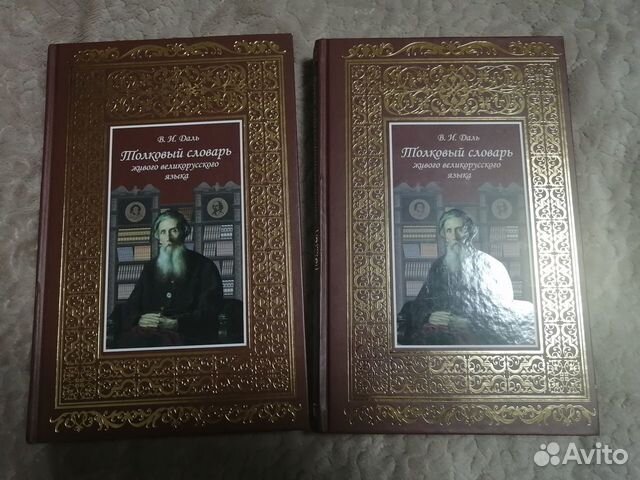 В. И. Даль
Толковый словарь
живого великорусского
языка
В. И. Даль
Толковый словарь
живого великорусского
языка
Avito